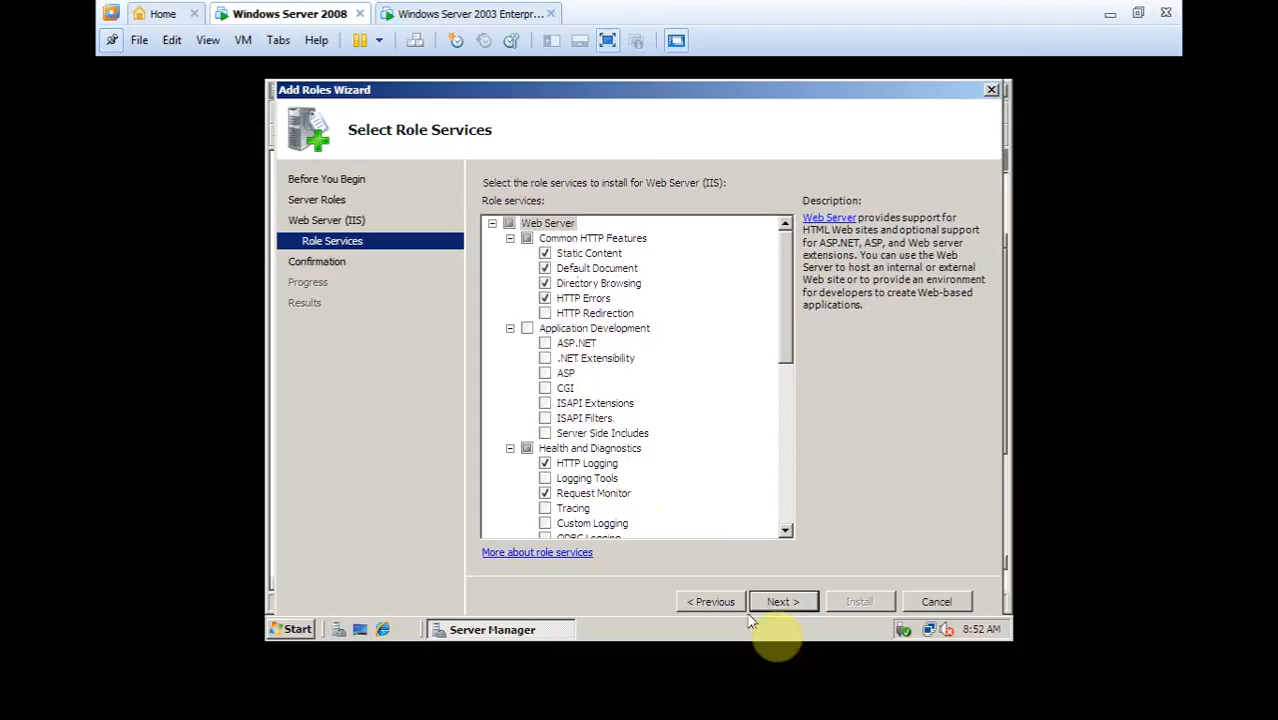 Home
Windows Server 2008
Windows Server 2003 Enterpr...
File Edit View VM Tabs Help
Add Roles Wizard
Select Role Services
Before You Begin
Server Roles
Web Server (IIS)
Role Services
Confirmation
Progress
Results
Select the role services to install for Web Server (IIS):
Role services:
Web Server
Common HTTP Features
Static Content
Default Document
Directory Browsing
HTTP Errors
HTTP Redirection
Application Development
ASP.NET
.NET Extensibility
ASP
CGI
ISAPI Extensions
ISAPI Filters
Server Side Includes
Health and Diagnostics
HTTP Logging
Logging Tools
Request Monitor
Tracing
Custom Logging
ODBC Logging
More about role services
Description:
Web Server provides support for
HTML Web sites and optional support
for ASP.NET, ASP, and Web server
extensions. You can use the Web
Server to host an internal or external
Web site or to provide an environment
for developers to create Web-based
applications.
< Previous
Next >
Install
Cancel
Start
Server Manager
8:52 AM